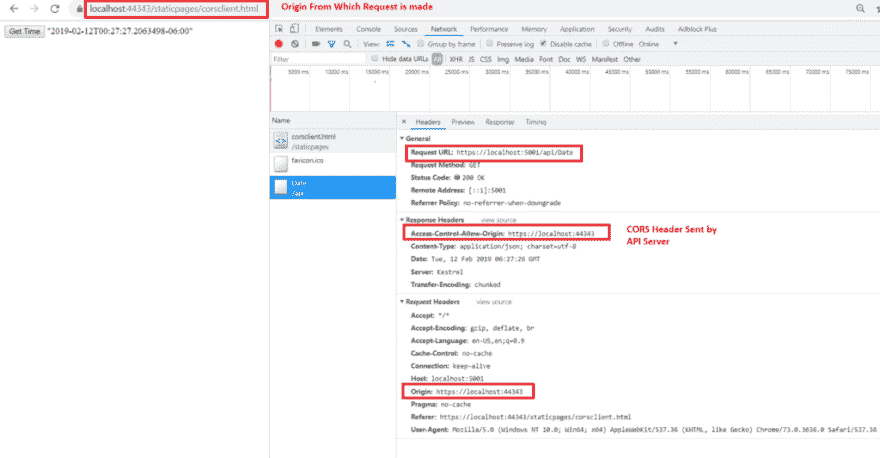 localhost:44343/staticpages/corsclient.html
Origin From Which Request is made
Get Time "2019-02-12T00:27:27.2063498-06:00"
Elements Console Sources Network Performance Memory Application Security Audits Adblock Plus
View: Group by frame Preserve log Disable cache Offline Online
Filter Hide data URLs All XHR JS CSS Img Media Font Doc WS Manifest Other
5000 ms 10000 ms 15000 ms 20000 ms 25000 ms 30000 ms 35000 ms 40000 ms 45000 ms 50000 ms 55000 ms 60000 ms 65000 ms 70000 ms 75000 ms
Name
corsclient.html
/staticpages
favicon.ico
Date
/api
× Headers Preview Response Timing
General
Request URL: https://localhost:5001/api/Date
Request Method: GET
Status Code: 200 OK
Remote Address: [::1]:5001
Referrer Policy: no-referrer-when-downgrade
Response Headers view source
Access-Control-Allow-Origin: https://localhost:44343
CORS Header Sent by
API Server
Content-Type: application/json; charset=utf-8
Date: Tue, 12 Feb 2019 06:27:26 GMT
Server: Kestrel
Transfer-Encoding: chunked
Request Headers view source
Accept: */*
Accept-Encoding: gzip, deflate, br
Accept-Language: en-US,en;q=0.9
Cache-Control: no-cache
Connection: keep-alive
Host: localhost:5001
Origin: https://localhost:44343
Pragma: no-cache
Referer: https://localhost:44343/staticpages/corsclient.html
User-Agent: Mozilla/5.0 (Windows NT 10.0; Win64; x64) AppleWebKit/537.36 (KHTML, like Gecko) Chrome/73.0.3636.0 Safari/537.36